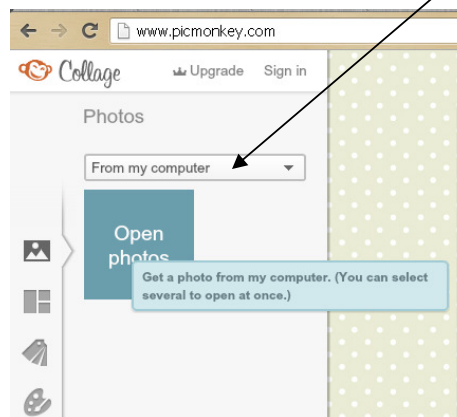 www.picmonkey.com
Collage Upgrade Sign in
Photos
From my computer
Open
photos
Get a photo from my computer. (You can select
several to open at once.)